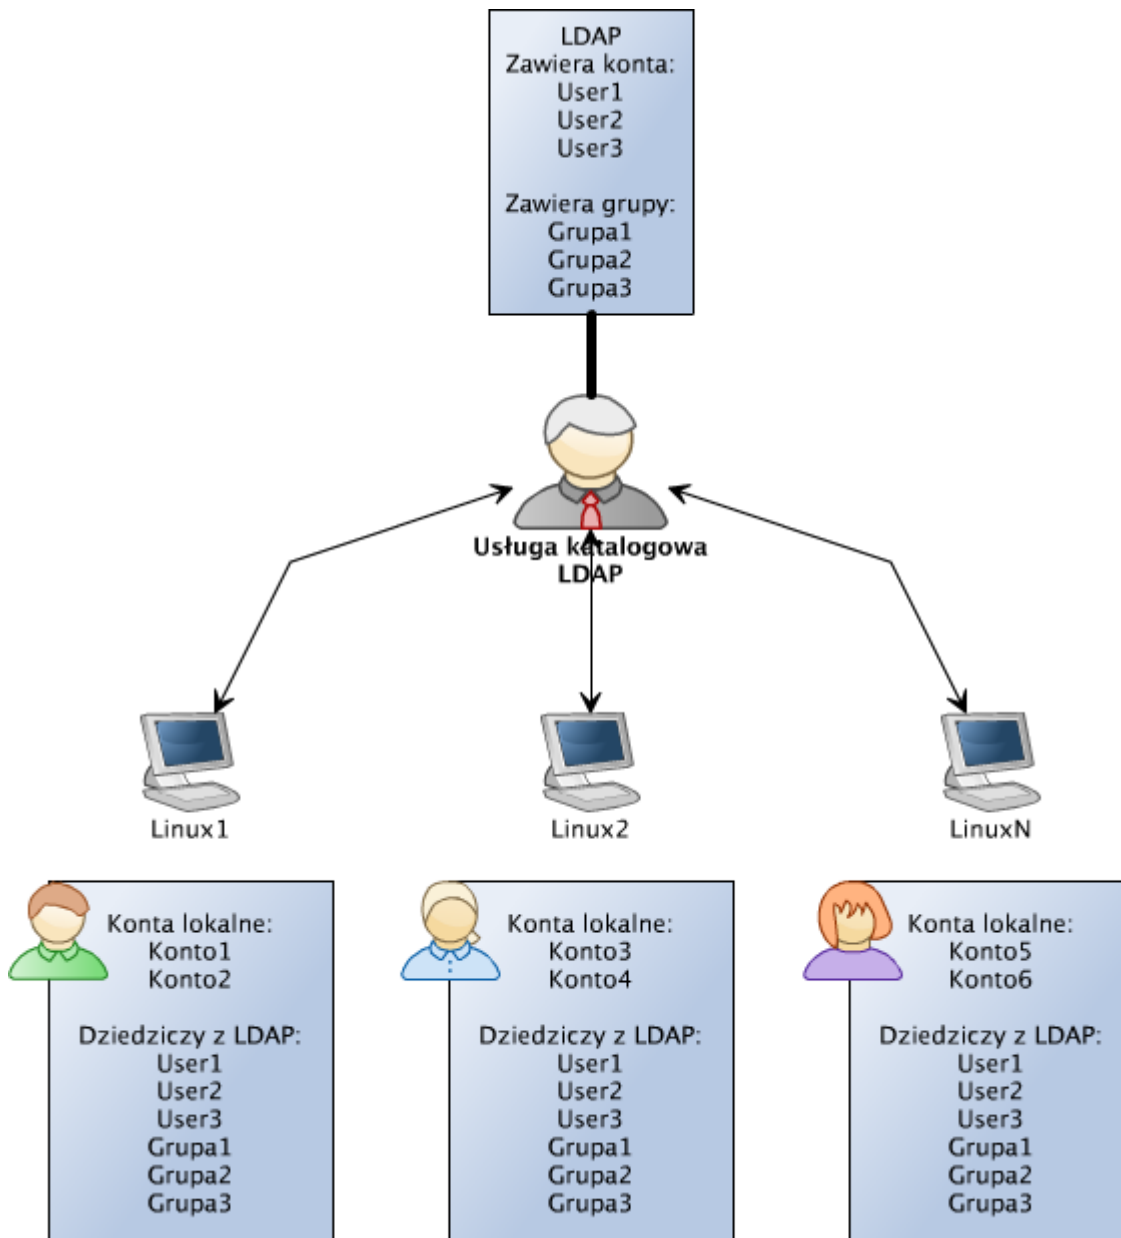 LDAP
Zawiera konta:
User1
User2
User3
Zawiera grupy:
Grupa1
Grupa2
Grupa3
Usługa katalogowa
LDAP
Linux1
Linux2
LinuxN
Konta lokalne:
Konto1
Konto2
Dziedziczy z LDAP:
User1
User2
User3
Grupa1
Grupa2
Grupa3
Konta lokalne:
Konto3
Konto4
Dziedziczy z LDAP:
User1
User2
User3
Grupa1
Grupa2
Grupa3
Konta lokalne:
Konto5
Konto6
Dziedziczy z LDAP:
User1
User2
User3
Grupa1
Grupa2
Grupa3